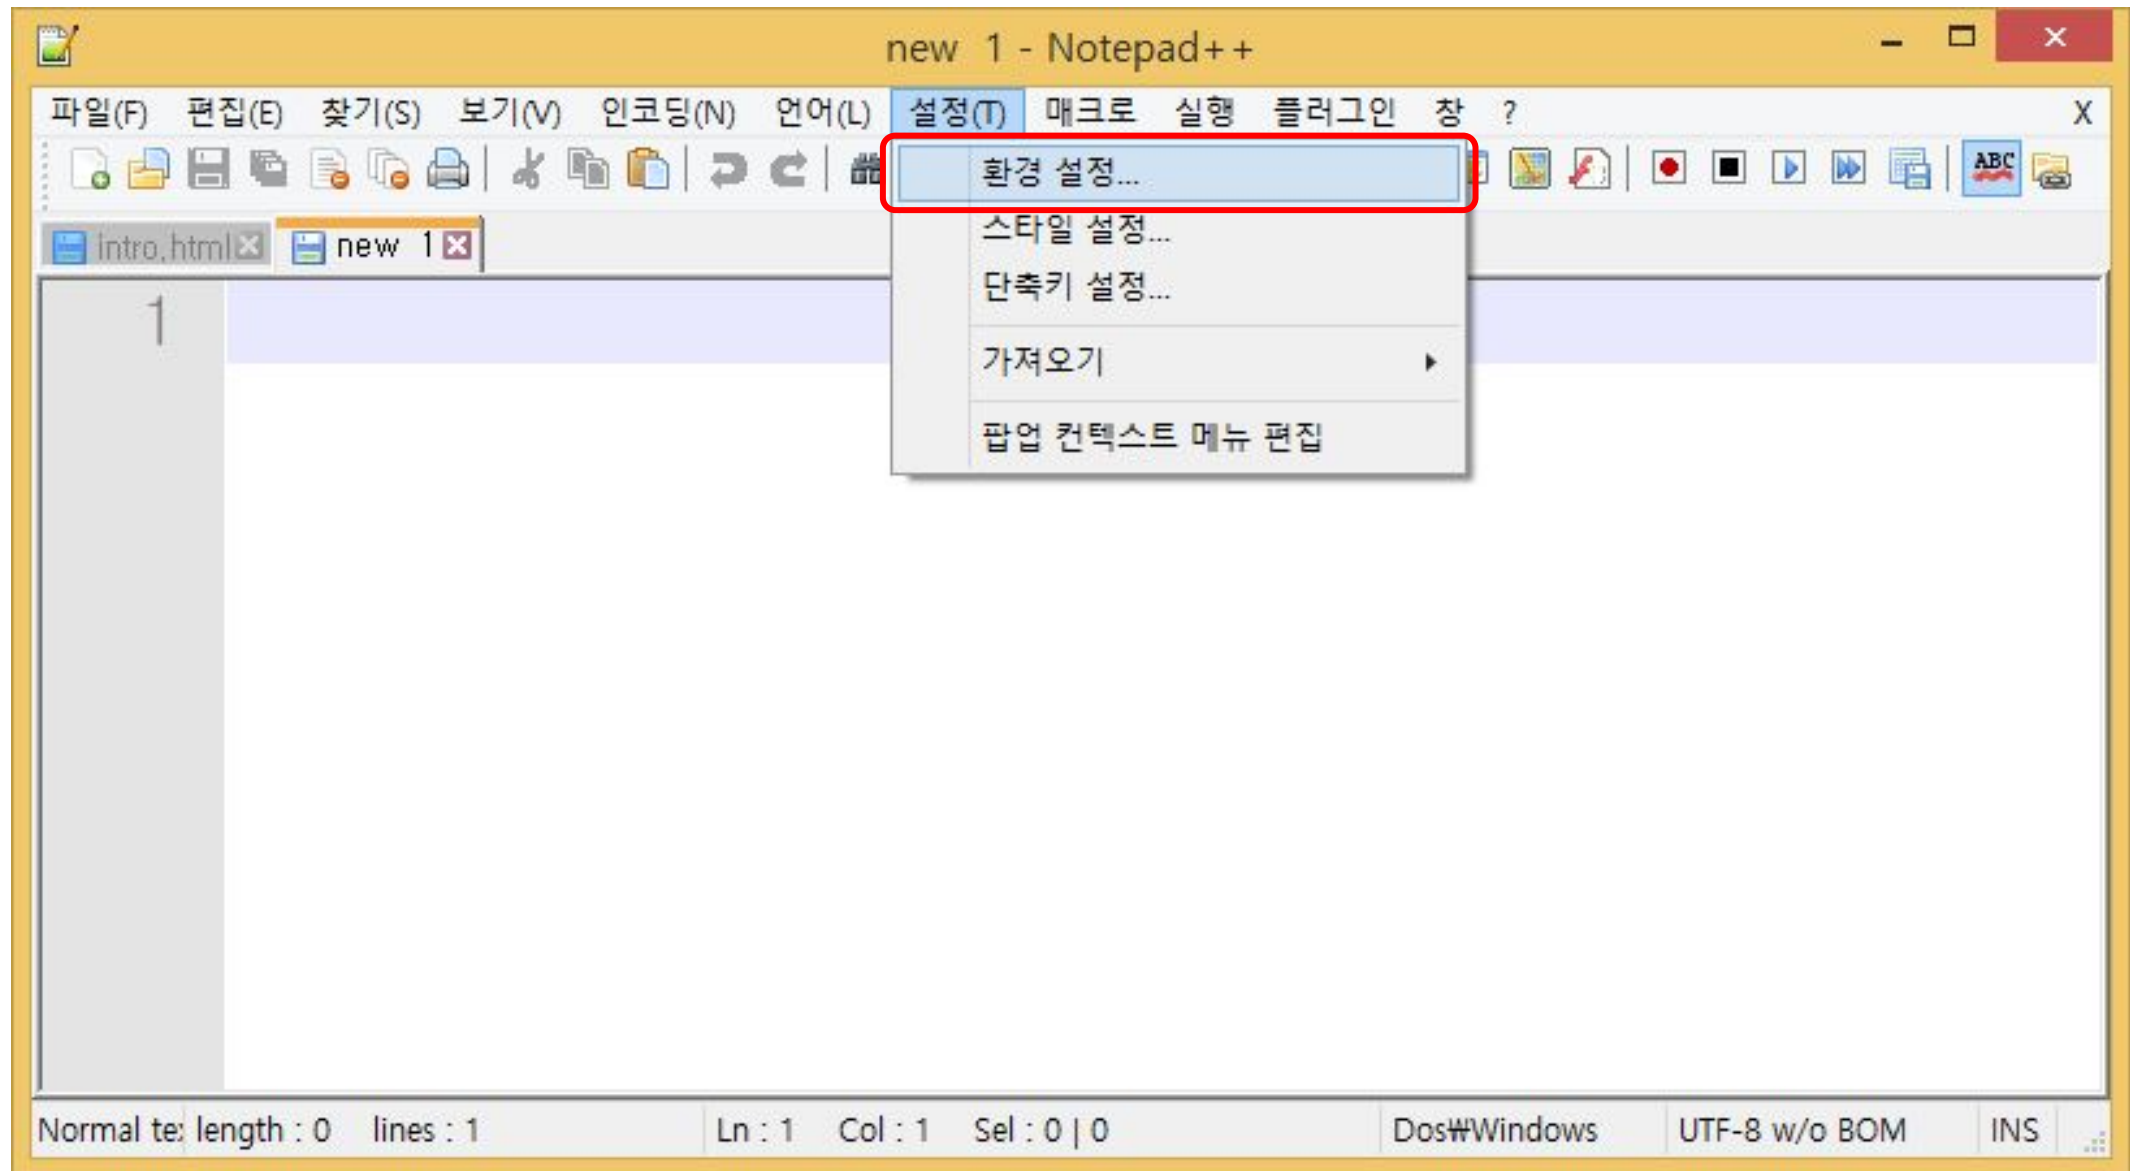 new 1 - Notepad++
파일(F) 편집(E) 찾기(S) 보기(V) 인코딩(N) 언어(L) 설정(T) 매크로 실행 플러그인 창 ? X
ABC
환경 설정...
intro.html new 1
스타일 설정...
단축키 설정...
1
가져오기
팝업 컨텍스트 메뉴 편집
Normal te length : 0 lines : 1 Ln : 1 Col : 1 Sel : 0 | 0 Dos₩Windows UTF-8 w/o BOM INS